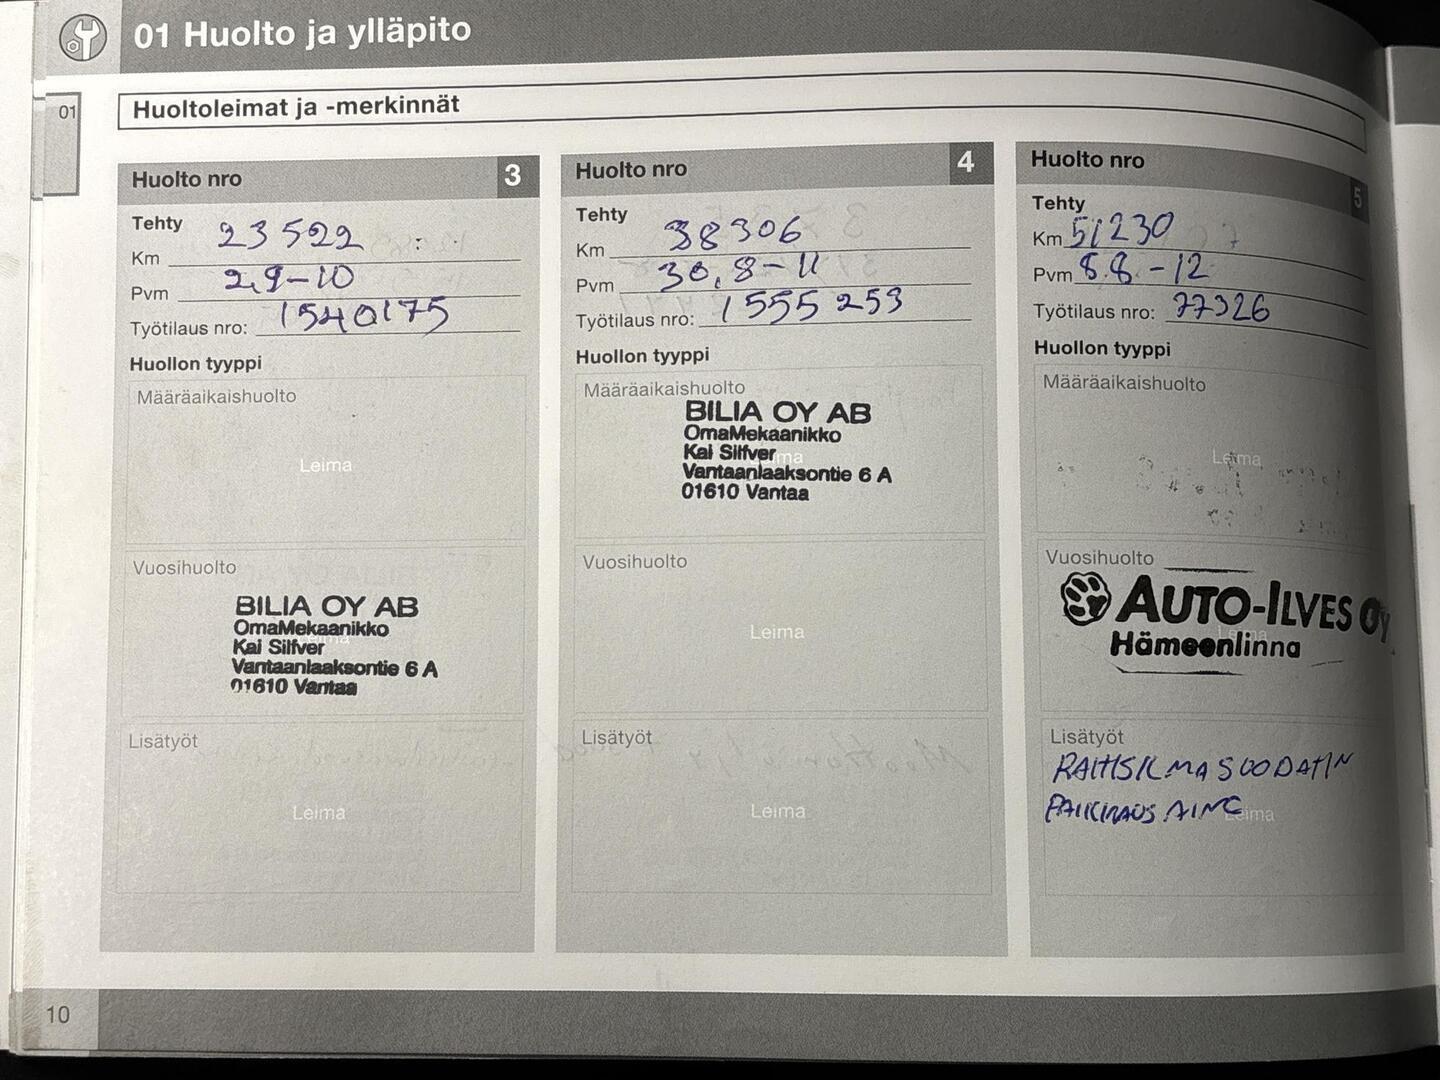 01 Huolto ja ylläpito
01
Huoltoleimat ja -merkinnät
Huolto nro 3
Tehty
Km 23522
Pvm 2,9-10
Työtilaus nro: 1540175
Huollon tyyppi
Määräaikaishuolto
Leima
Vuosihuolto
BILIA OY AB
OmaMekaanikko
Kai Silfver
Vantaanlaaksontie 6 A
01610 Vantaa
Lisätyöt
Leima
Huolto nro 4
Tehty
Km 38306
Pvm 30,8-11
Työtilaus nro: 1555253
Huollon tyyppi
Määräaikaishuolto
BILIA OY AB
OmaMekaanikko
Kai Silfver
Vantaanlaaksontie 6 A
01610 Vantaa
Vuosihuolto
Leima
Lisätyöt
Leima
Huolto nro 5
Tehty
Km 51230
Pvm 8.8-12
Työtilaus nro: 77326
Huollon tyyppi
Määräaikaishuolto
Leima
Vuosihuolto
AUTO-ILVES OY
Hämeenlinna
Lisätyöt
RAITISILMASUODATIN
PAIKKAUSAINE
Leima
10